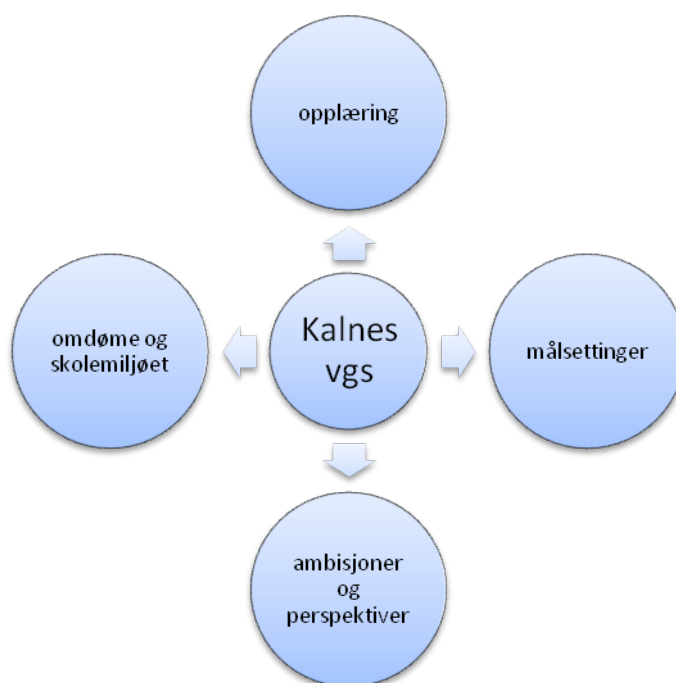 opplæring
omdøme og
skolemiljøet
Kalnes
vgs
målsettinger
ambisjoner
og
perspektiver